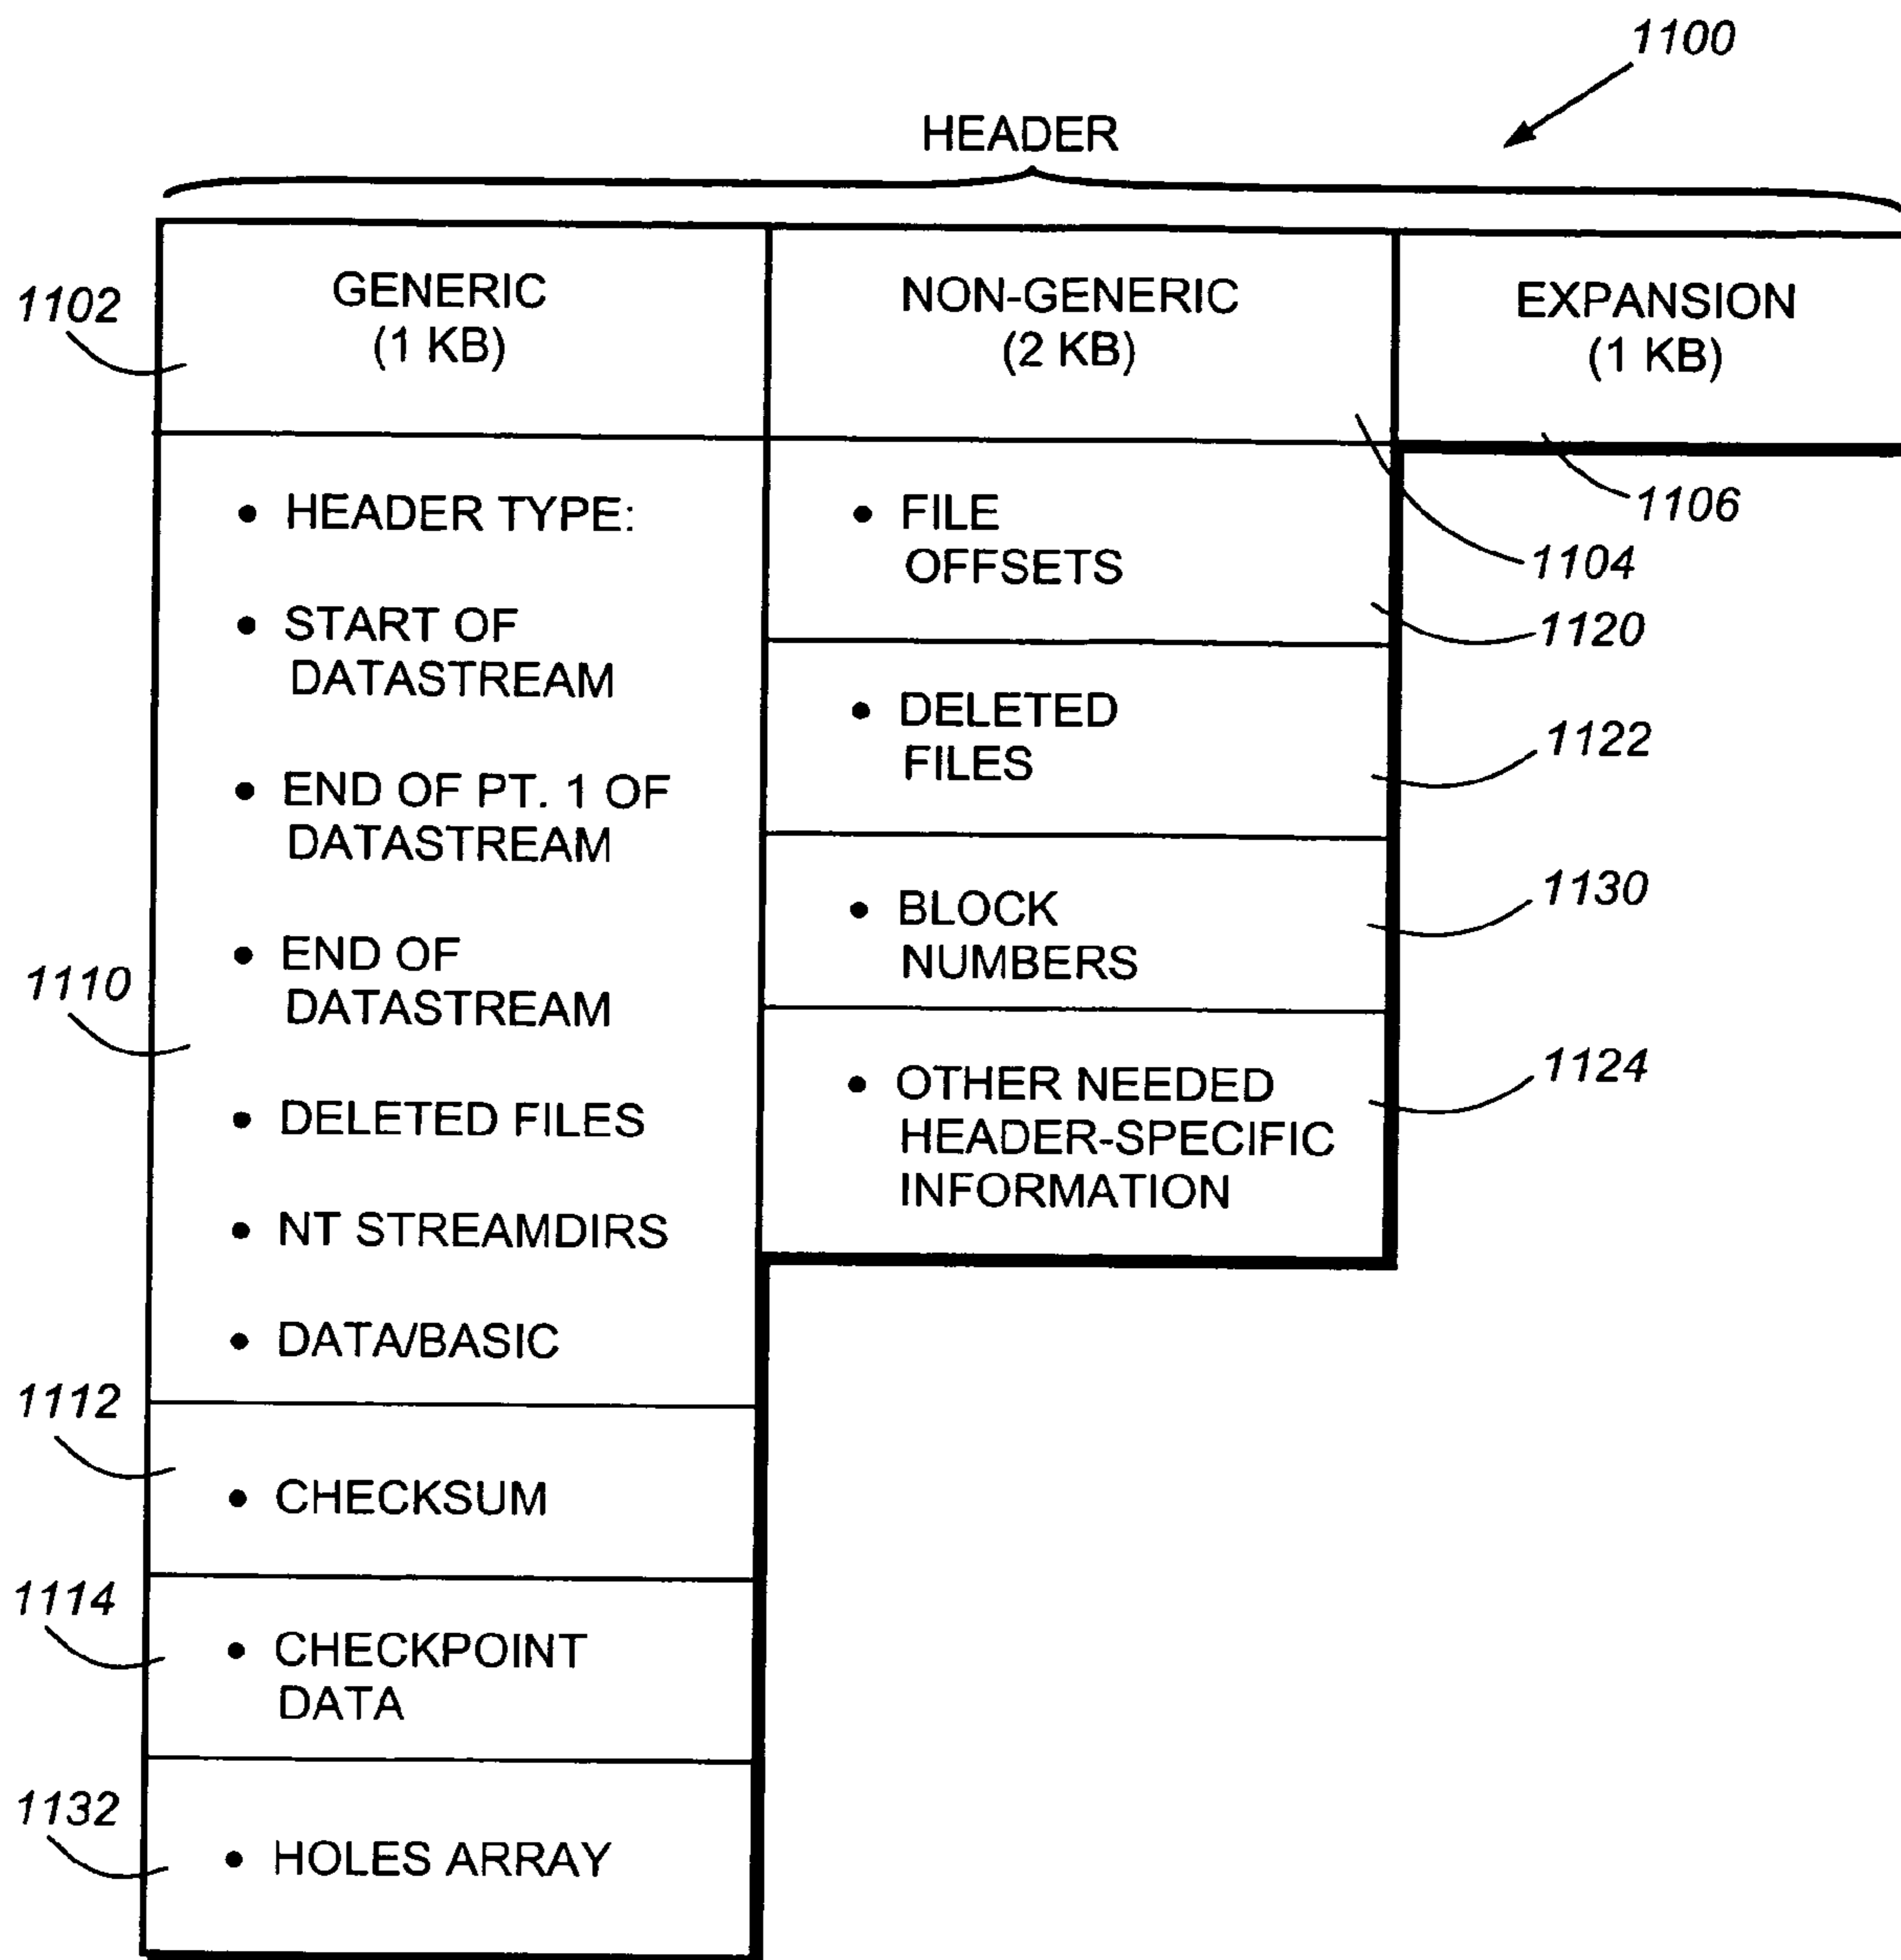 1100
HEADER
1102
GENERIC
(1 KB)
NON-GENERIC
(2 KB)
EXPANSION
(1 KB)
1106
1104
1110
• HEADER TYPE:
• START OF
DATASTREAM
• END OF PT. 1 OF
DATASTREAM
• END OF
DATASTREAM
• DELETED FILES
• NT STREAMDIRS
• DATA/BASIC
1112
• CHECKSUM
1114
• CHECKPOINT
DATA
1132
• HOLES ARRAY
• FILE
OFFSETS
1120
• DELETED
FILES
1122
• BLOCK
NUMBERS
1130
• OTHER NEEDED
HEADER-SPECIFIC
INFORMATION
1124